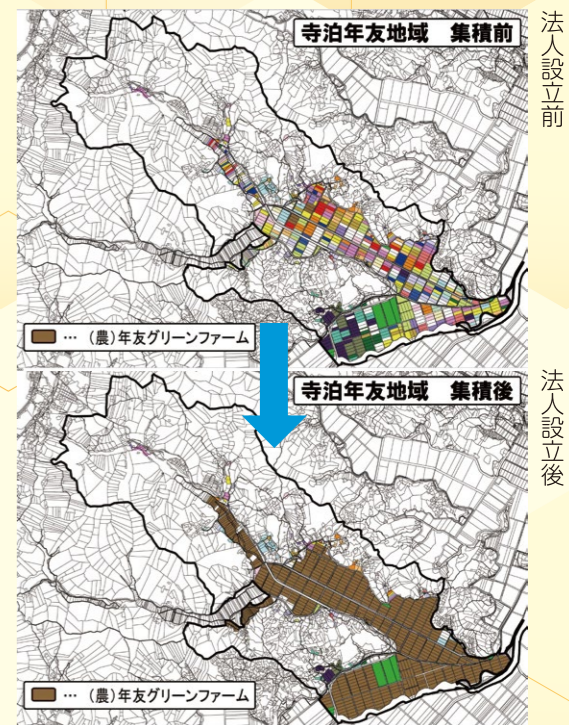 寺泊年友地域 集積前
法人設立前
… (農)年友グリーンファーム
寺泊年友地域 集積後
法人設立後
… (農)年友グリーンファーム